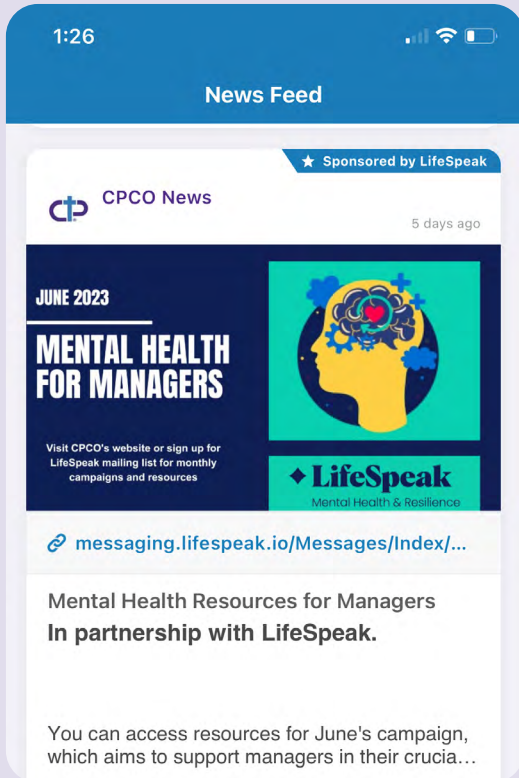 1:26
News Feed
★ Sponsored by LifeSpeak
CPCO News
5 days ago
JUNE 2023
MENTAL HEALTH
FOR MANAGERS
Visit CPCO's website or sign up for
LifeSpeak mailing list for monthly
campaigns and resources
LifeSpeak
Mental Health & Resilience
messaging.lifespeak.io/Messages/Index/...
Mental Health Resources for Managers
In partnership with LifeSpeak.
You can access resources for June's campaign,
which aims to support managers in their crucia...